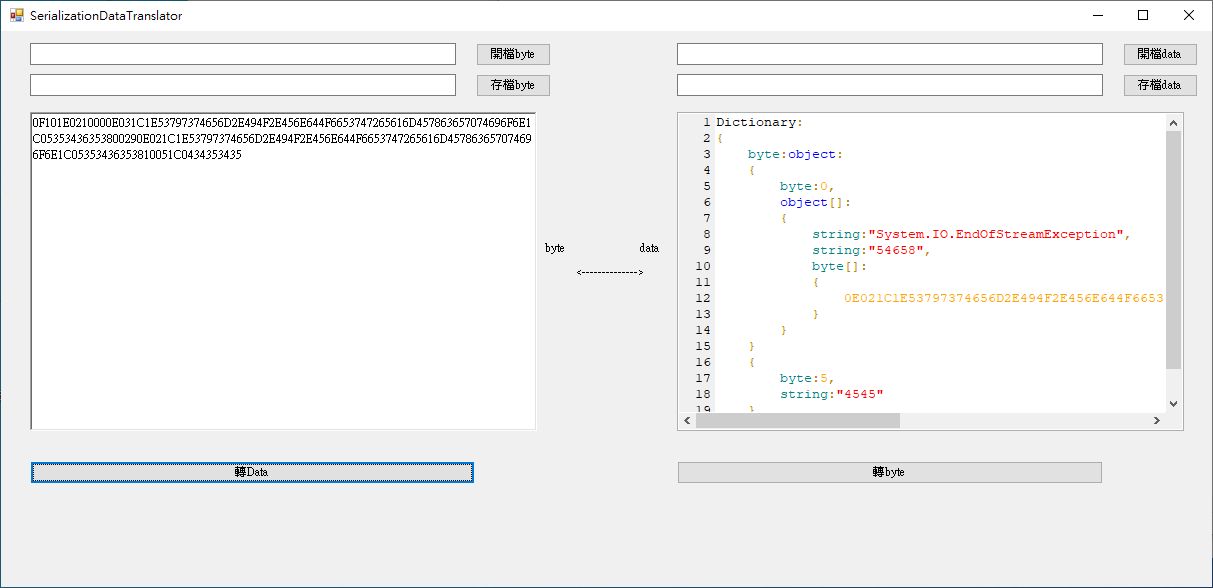 SerializationDataTranslator
開檔byte
開檔data
存檔byte
存檔data
0F101E0210000E031C1E53797374656D2E494F2E456E644F6653747265616D457863657074696F6E1
C05353436353800290E021C1E53797374656D2E494F2E456E644F6653747265616D45786365707469
6F6E1C05353436353810051C0434353435
byte data
<-------------->
1 Dictionary:
2 {
3 byte:object:
4 {
5 byte:0,
6 object[]:
7 {
8 string:"System.IO.EndOfStreamException",
9 string:"54658",
10 byte[]:
11 {
12 0E021C1E53797374656D2E494F2E456E644F6653
13 }
14 }
15 }
16 {
17 byte:5,
18 string:"4545"
19 }
轉Data
轉byte